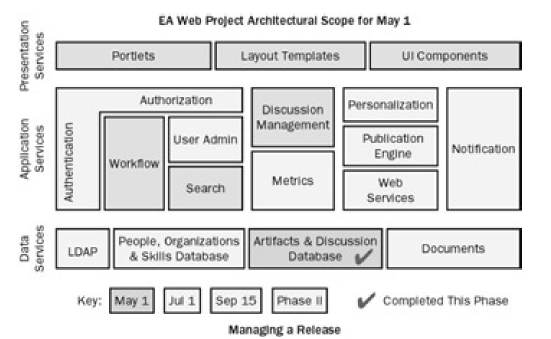 EA Web Project Architectural Scope for May 1
Presentation
Services
Portlets
Layout Templates
UI Components
Application
Services
Authentication
Authorization
Workflow
User Admin
Search
Discussion
Management
Metrics
Personalization
Publication
Engine
Web
Services
Notification
Data
Services
LDAP
People, Organizations
& Skills Database
Artifacts & Discussion
Database
Documents
Key:
May 1
Jul 1
Sep 15
Phase II
Completed This Phase
Managing a Release